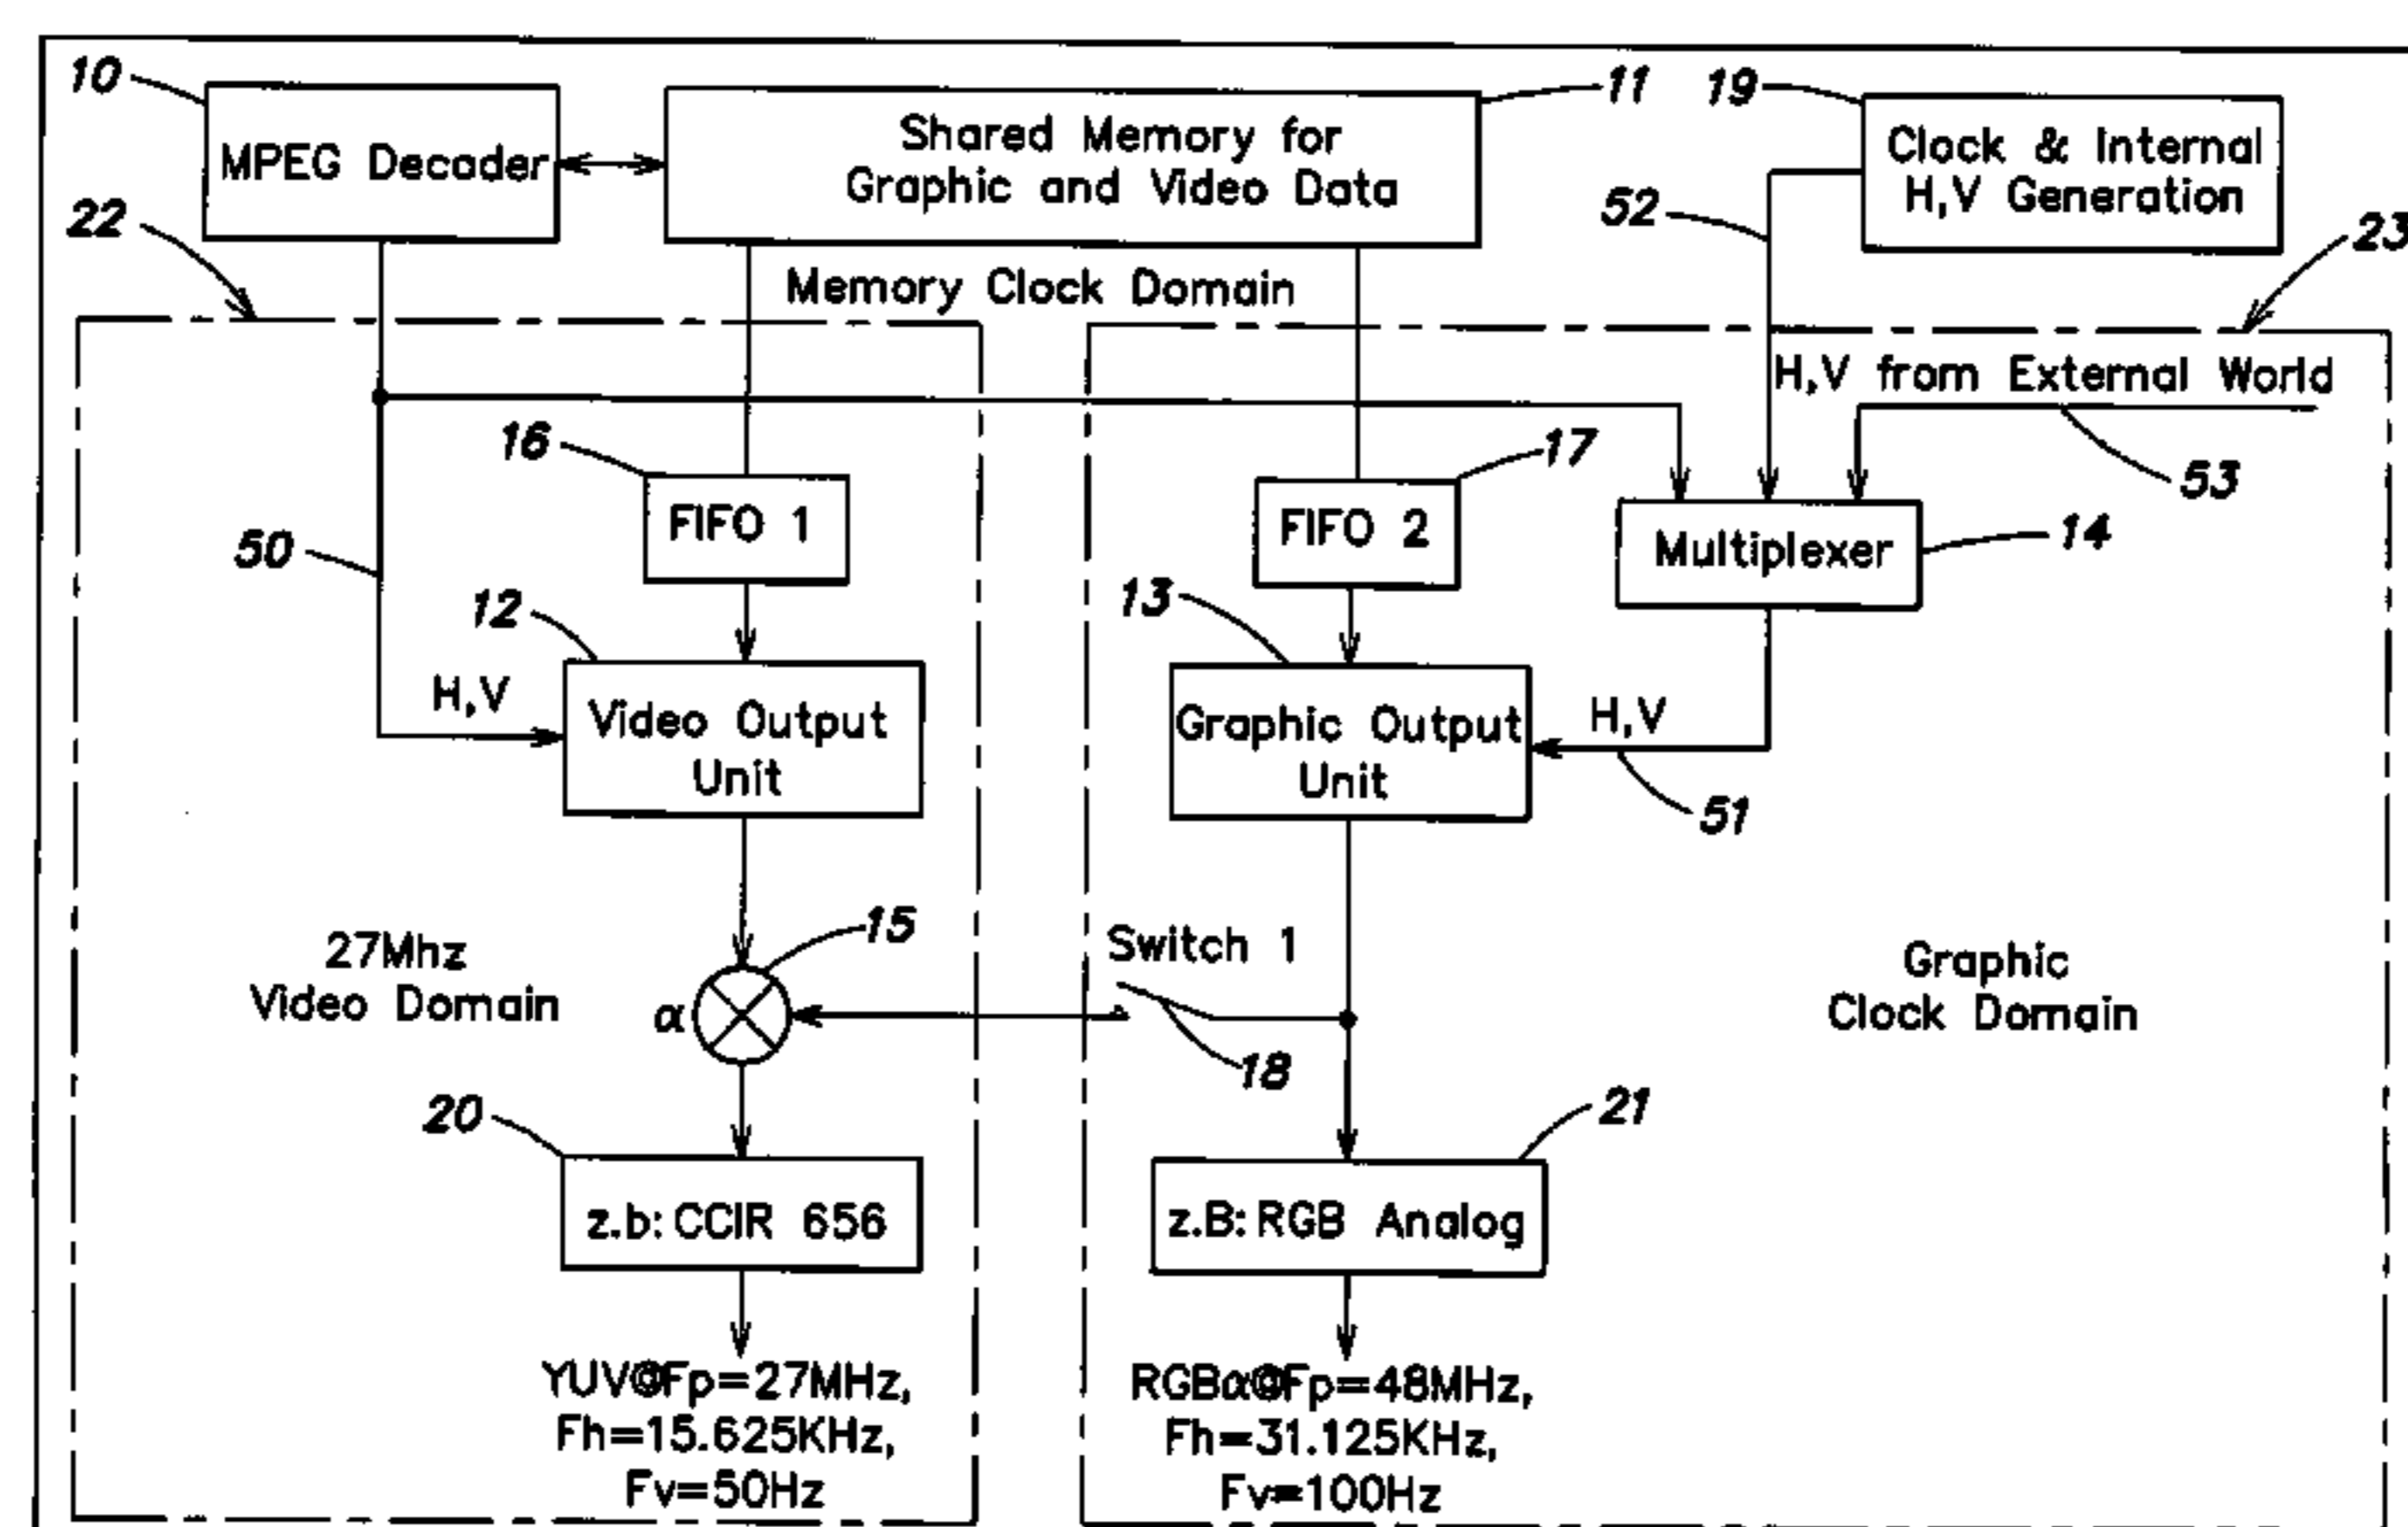 10
MPEG Decoder
Shared Memory for
Graphic and Video Data
11
19
Clock & Internal
H,V Generation
22
52
23
Memory Clock Domain
H,V from External World
16
FIFO 1
17
FIFO 2
53
50
Multiplexer
14
12
13
H,V
Video Output
Unit
Graphic Output
Unit
H,V
51
15
Switch 1
27Mhz
Video Domain
α
18
Graphic
Clock Domain
20
z.b: CCIR 656
21
z.B: RGB Analog
YUV@Fp=27MHz,
Fh=15.625KHz,
Fv=50Hz
RGBα@Fp=48MHz,
Fh=31.125KHz,
Fv=100Hz